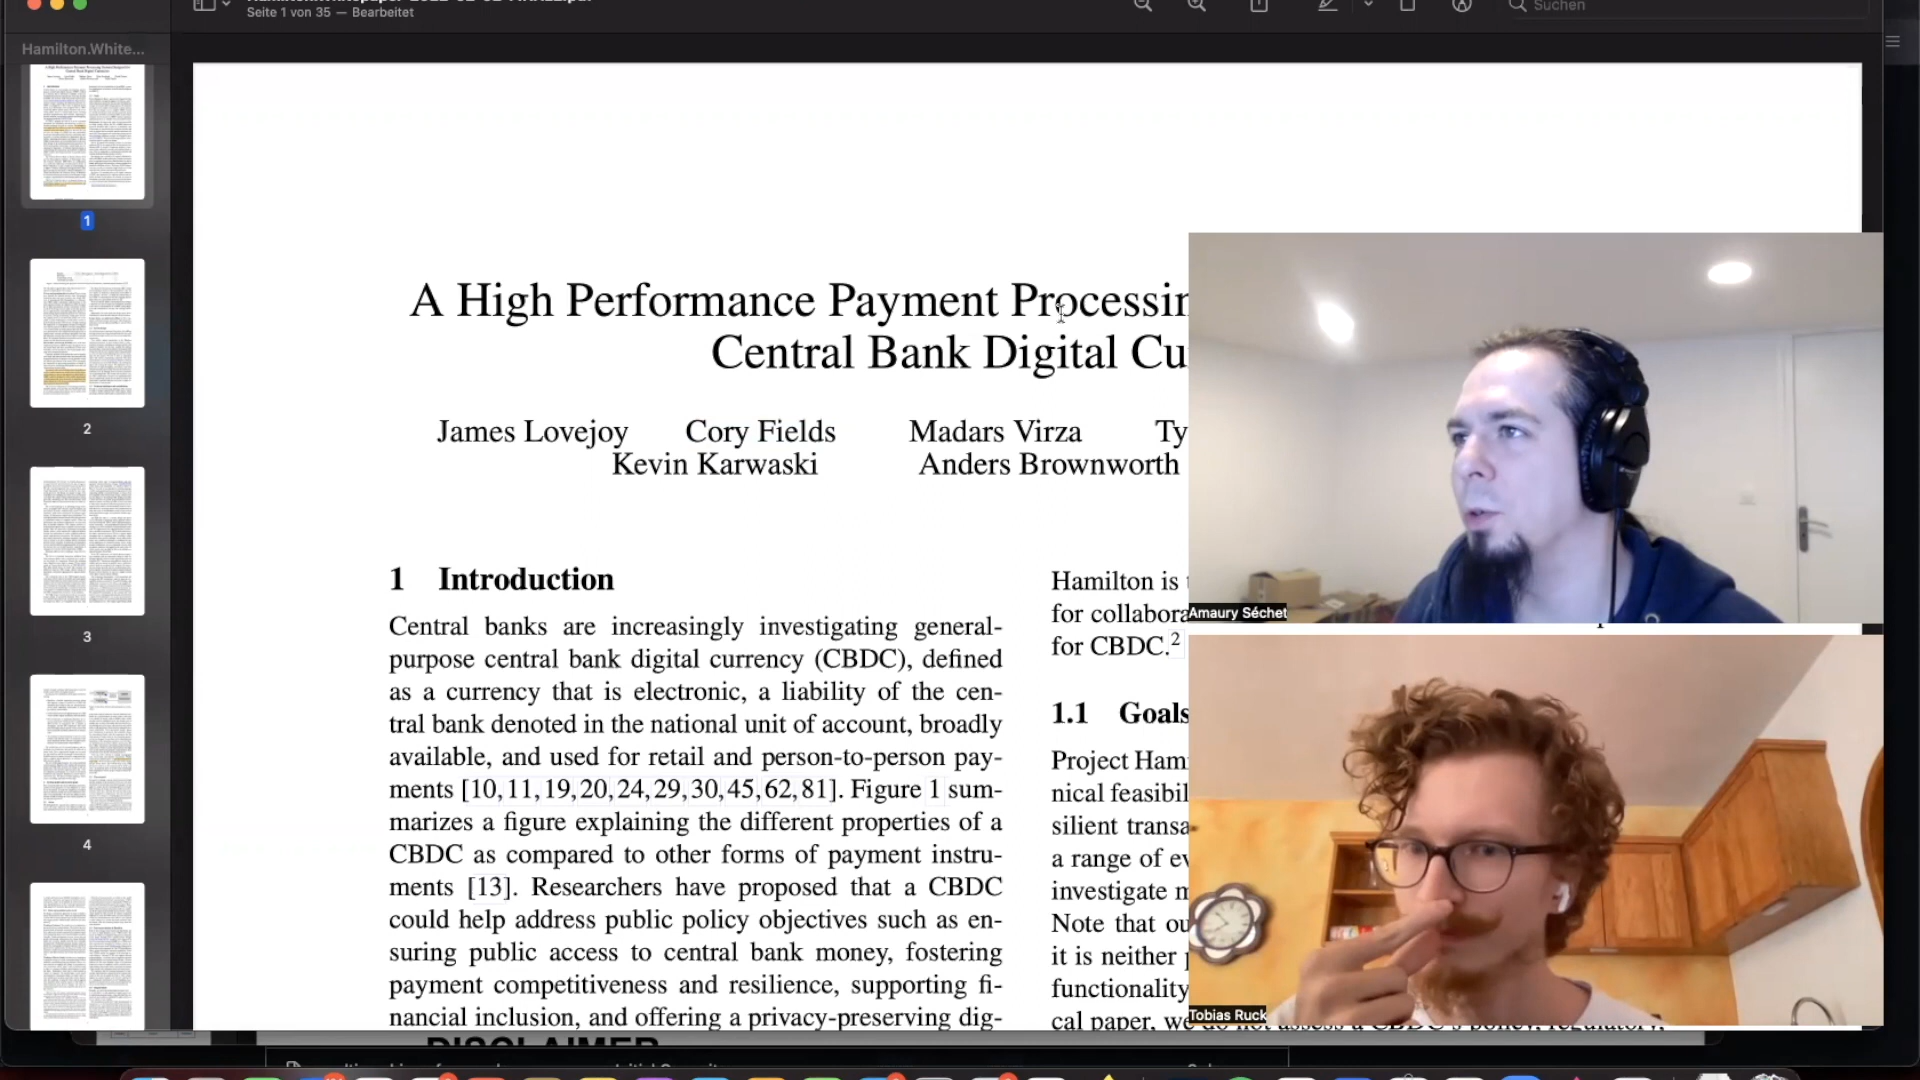 Seite 1 von 35 — Bearbeitet
Suchen
Hamilton.White...
1
2
3
4
A High Performance Payment Processin
Central Bank Digital Cu
James Lovejoy Cory Fields Madars Virza Ty
Kevin Karwaski Anders Brownworth
1 Introduction
Central banks are increasingly investigating general-
purpose central bank digital currency (CBDC), defined
as a currency that is electronic, a liability of the cen-
tral bank denoted in the national unit of account, broadly
available, and used for retail and person-to-person pay-
ments [10,11,19,20,24,29,30,45,62,81]. Figure 1 sum-
marizes a figure explaining the different properties of a
CBDC as compared to other forms of payment instru-
ments [13]. Researchers have proposed that a CBDC
could help address public policy objectives such as en-
suring public access to central bank money, fostering
payment competitiveness and resilience, supporting fi-
nancial inclusion, and offering a privacy-preserving dig-
Hamilton is
for collabora
for CBDC.2
1.1 Goals
Project Ham
nical feasibil
silient transa
a range of ev
investigate m
Note that ou
it is neither
functionality
cal paper, we do not assess a CBDC's policy, regulatory,
Amaury Séchet
Tobias Ruck
DISCLAIMER